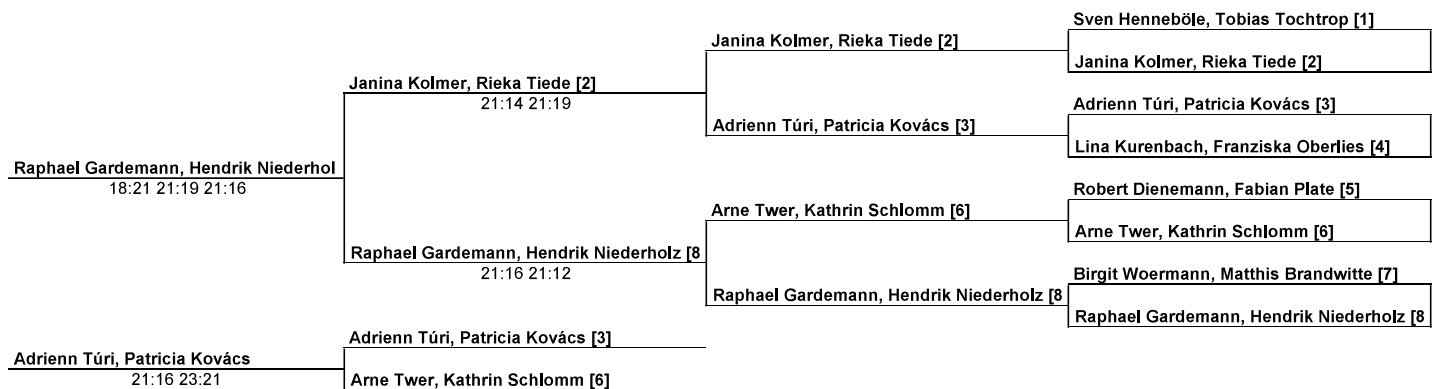 Sven Henneböle, Tobias Tochtrop [1]
Janina Kolmer, Rieka Tiede [2]
Janina Kolmer, Rieka Tiede [2]
Janina Kolmer, Rieka Tiede [2]
21:14 21:19
Adrienn Túri, Patricia Kovács [3]
Adrienn Túri, Patricia Kovács [3]
Lina Kurenbach, Franziska Oberlies [4]
Raphael Gardemann, Hendrik Niederhol
18:21 21:19 21:16
Robert Dienemann, Fabian Plate [5]
Arne Twer, Kathrin Schlomm [6]
Arne Twer, Kathrin Schlomm [6]
Raphael Gardemann, Hendrik Niederholz [8
21:16 21:12
Birgit Woermann, Matthis Brandwitte [7]
Raphael Gardemann, Hendrik Niederholz [8
Raphael Gardemann, Hendrik Niederholz [8
Adrienn Túri, Patricia Kovács [3]
Adrienn Túri, Patricia Kovács
21:16 23:21
Arne Twer, Kathrin Schlomm [6]